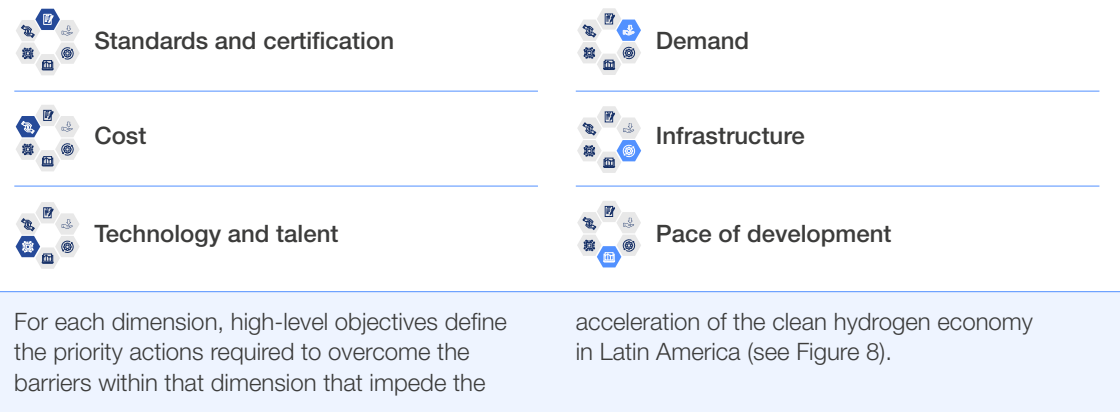 Standards and certification
Demand
Cost
Infrastructure
Technology and talent
Pace of development
For each dimension, high-level objectives define
the priority actions required to overcome the
barriers within that dimension that impede the
acceleration of the clean hydrogen economy
in Latin America (see Figure 8).